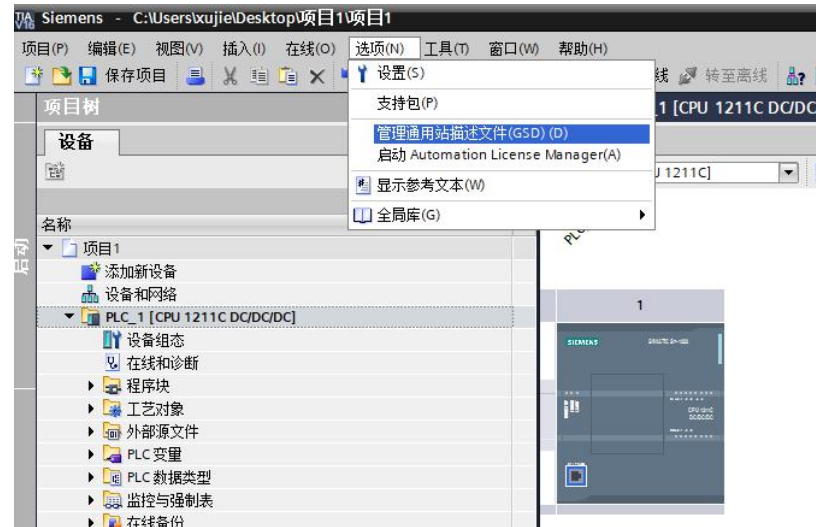 Siemens - C:\Users\xujie\Desktop\项目1\项目1
项目(P) 编辑(E) 视图(V) 插入(I) 在线(O) 选项(N) 工具(T) 窗口(W) 帮助(H)
保存项目
转至离线
设置(S)
支持包(P)
管理通用站描述文件(GSD) (D)
启动 Automation License Manager(A)
显示参考文本(W)
全局库(G)
项目树
_1 [CPU 1211C DC/DC
设备
1211C]
名称
启动
项目1
添加新设备
设备和网络
PLC_1 [CPU 1211C DC/DC/DC]
设备组态
在线和诊断
程序块
工艺对象
外部源文件
PLC 变量
PLC 数据类型
监控与强制表
在线备份
1
SIEMENS